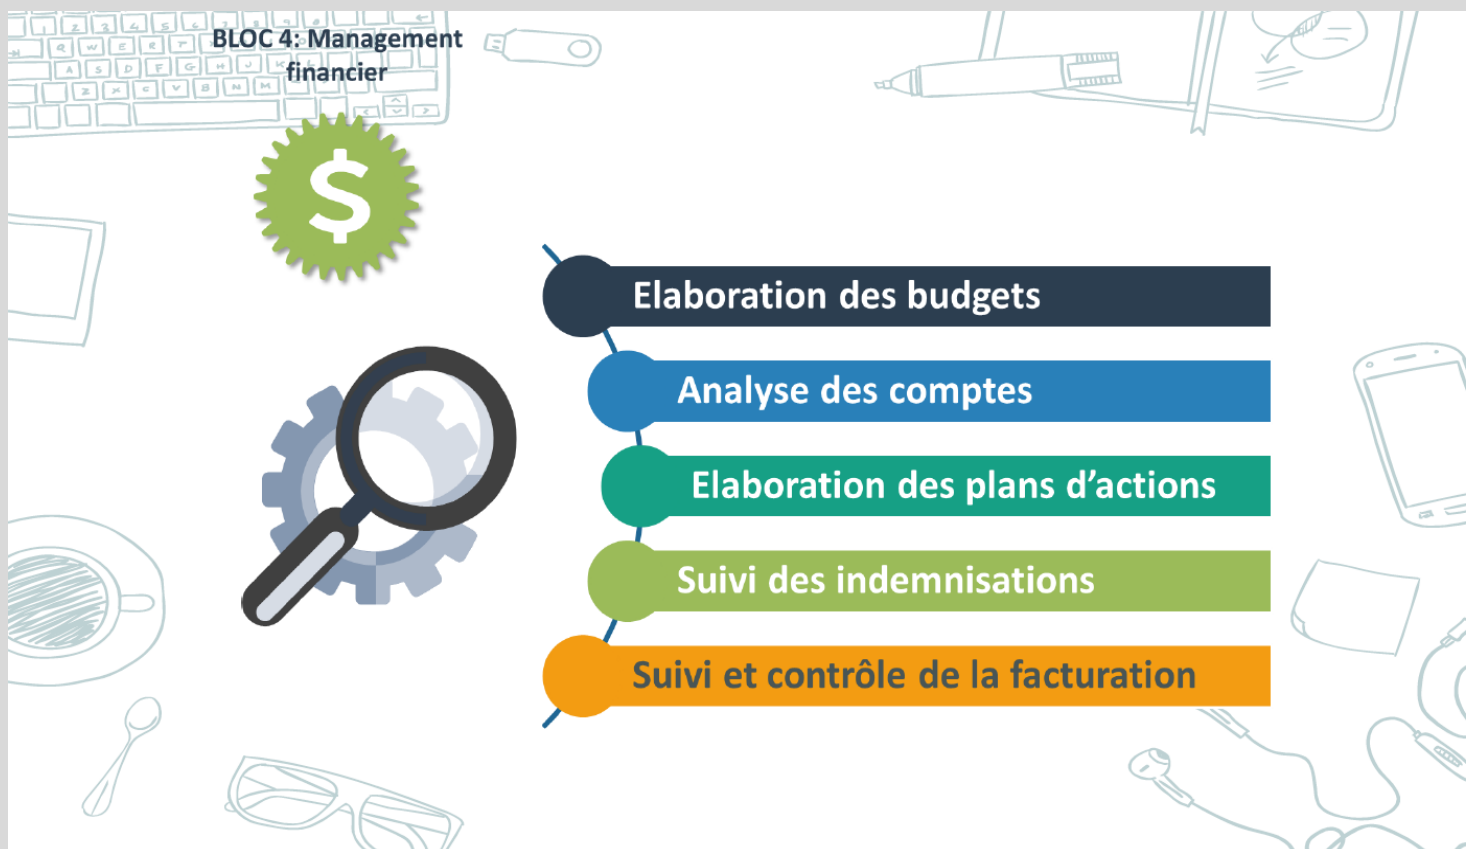 BLOC 4: Management
financier
$
Elaboration des budgets
Analyse des comptes
Elaboration des plans d’actions
Suivi des indemnisations
Suivi et contrôle de la facturation